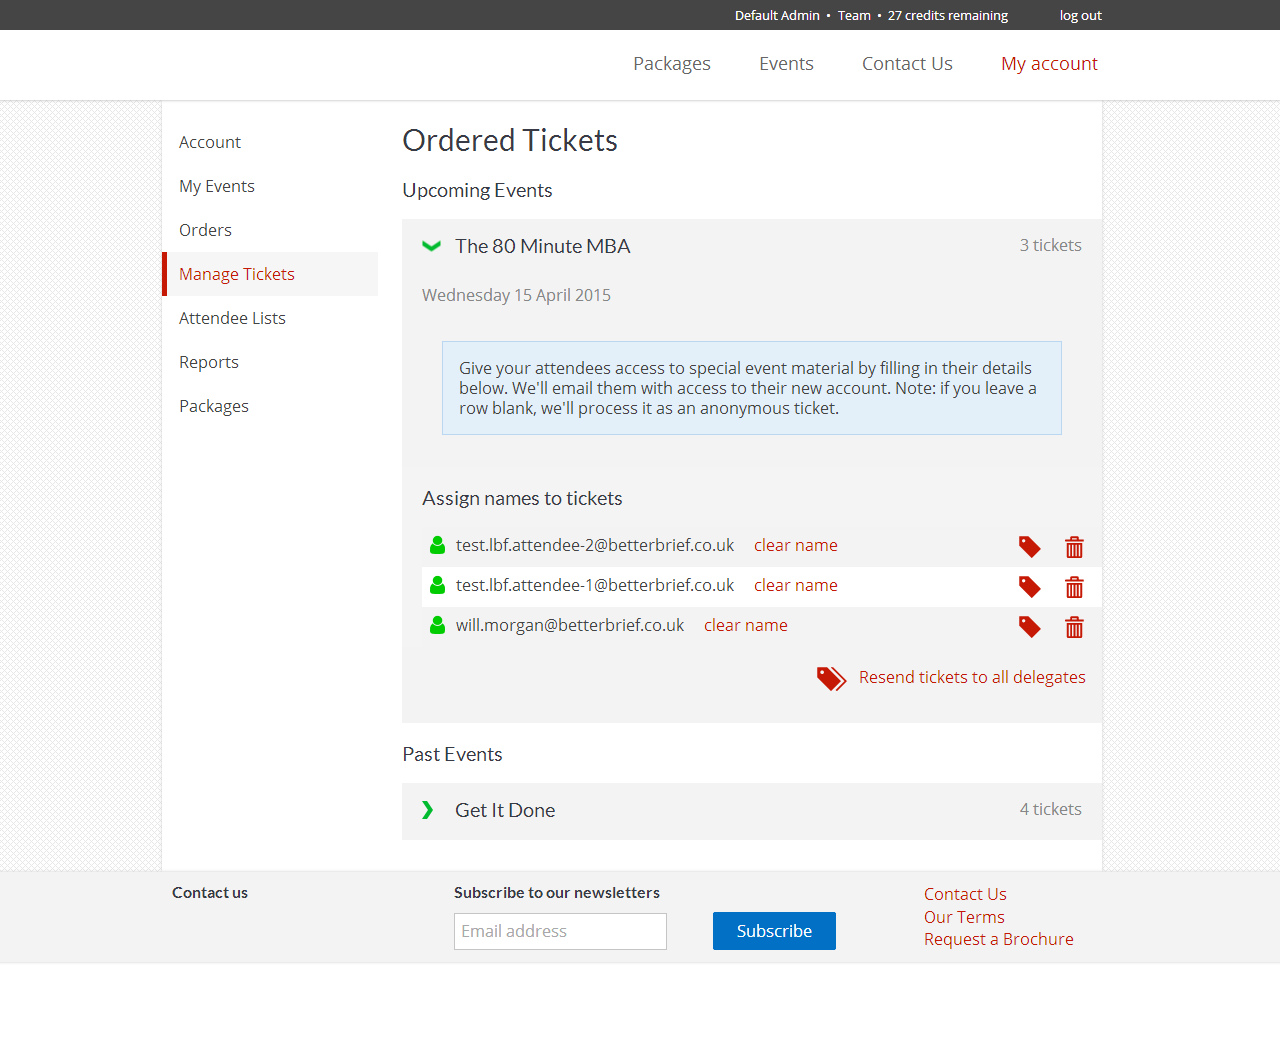 Default Admin • Team • 27 credits remaining log out
Packages Events Contact Us My account
Account
My Events
Orders
Manage Tickets
Attendee Lists
Reports
Packages
Ordered Tickets
Upcoming Events
The 80 Minute MBA 3 tickets
Wednesday 15 April 2015
Give your attendees access to special event material by filling in their details
below. We'll email them with access to their new account. Note: if you leave a
row blank, we'll process it as an anonymous ticket.
Assign names to tickets
test.lbf.attendee-2@betterbrief.co.uk clear name
test.lbf.attendee-1@betterbrief.co.uk clear name
will.morgan@betterbrief.co.uk clear name
Resend tickets to all delegates
Past Events
Get It Done 4 tickets
Contact us
Subscribe to our newsletters
Email address Subscribe
Contact Us
Our Terms
Request a Brochure